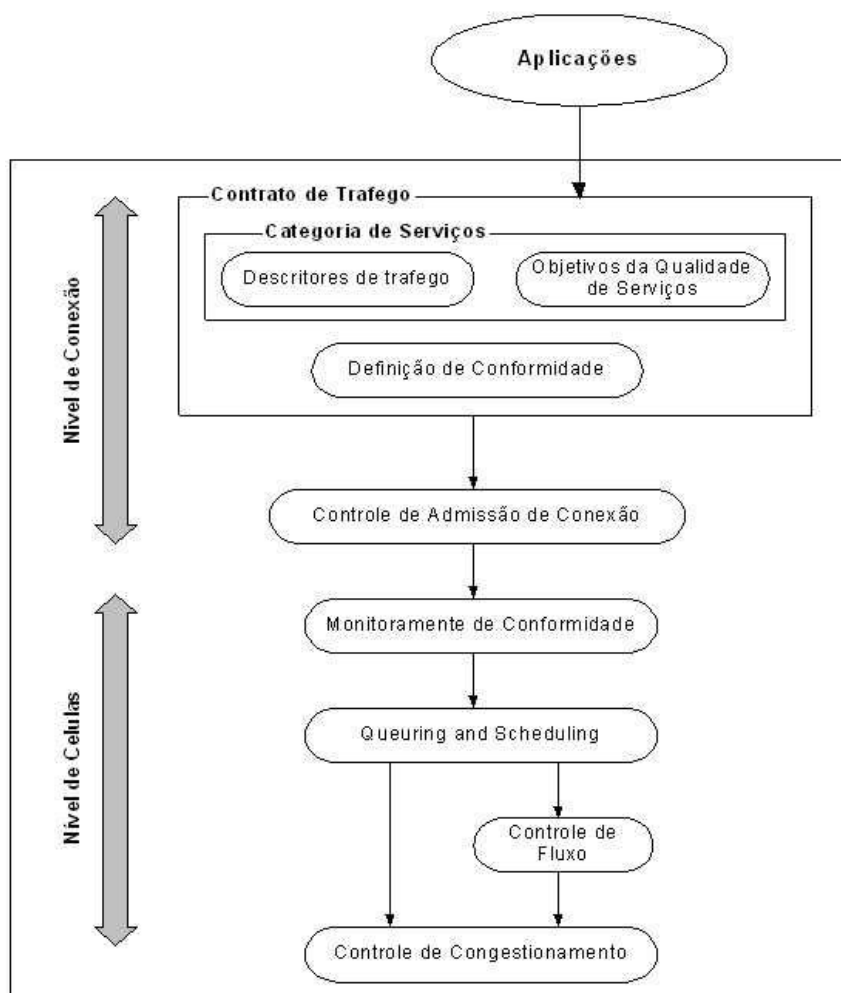 Aplicações
Contrato de Trafego
Categoria de Serviços
Descritores de trafego
Objetivos da Qualidade
de Serviços
Definição de Conformidade
Nivel de Conexão
Controle de Admissão de Conexão
Monitoramente de Conformidade
Queuring and Scheduling
Nivel de Celulas
Controle de
Fluxo
Controle de Congestionamento